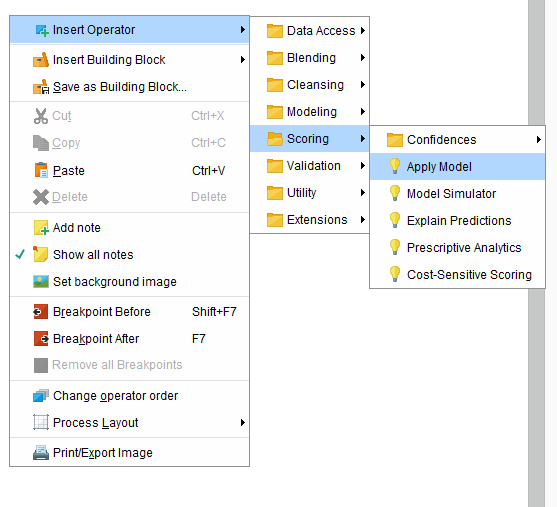 Insert Operator
Insert Building Block
Save as Building Block...
Cut Ctrl+X
Copy Ctrl+C
Paste Ctrl+V
Delete Delete
Add note
Show all notes
Set background image
Breakpoint Before Shift+F7
Breakpoint After F7
Remove all Breakpoints
Change operator order
Process Layout
Print/Export Image
Data Access
Blending
Cleansing
Modeling
Scoring
Validation
Utility
Extensions
Confidences
Apply Model
Model Simulator
Explain Predictions
Prescriptive Analytics
Cost-Sensitive Scoring